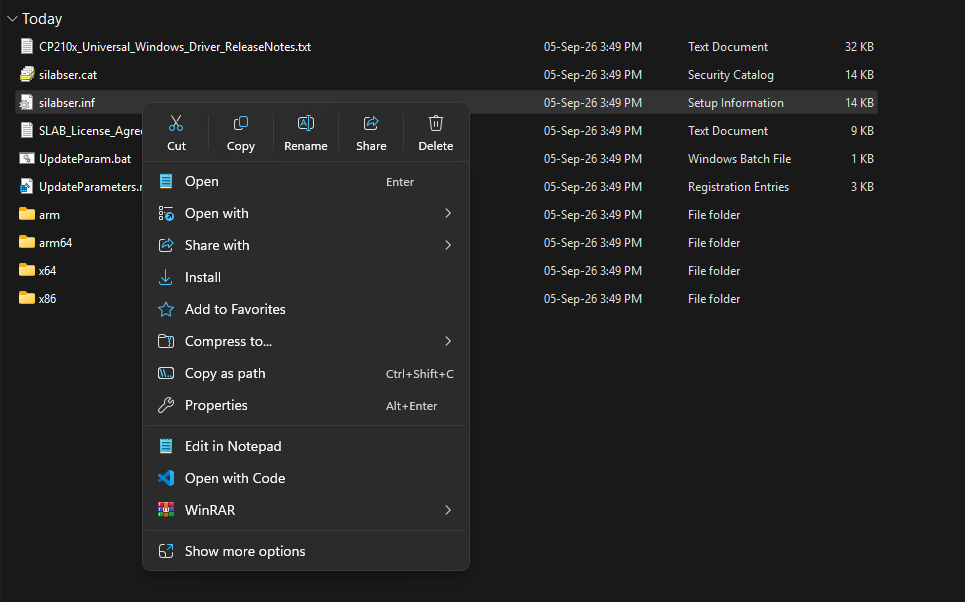 Today
CP210x_Universal_Windows_Driver_ReleaseNotes.txt 05-Sep-26 3:49 PM Text Document 32 KB
silabser.cat 05-Sep-26 3:49 PM Security Catalog 14 KB
silabser.inf 05-Sep-26 3:49 PM Setup Information 14 KB
SLAB_License_Agre 05-Sep-26 3:49 PM Text Document 9 KB
UpdateParam.bat 05-Sep-26 3:49 PM Windows Batch File 1 KB
UpdateParameters.r 05-Sep-26 3:49 PM Registration Entries 3 KB
arm 05-Sep-26 3:49 PM File folder
arm64 05-Sep-26 3:49 PM File folder
x64 05-Sep-26 3:49 PM File folder
x86 05-Sep-26 3:49 PM File folder
Cut Copy Rename Share Delete
Open Enter
Open with
Share with
Install
Add to Favorites
Compress to...
Copy as path Ctrl+Shift+C
Properties Alt+Enter
Edit in Notepad
Open with Code
WinRAR
Show more options